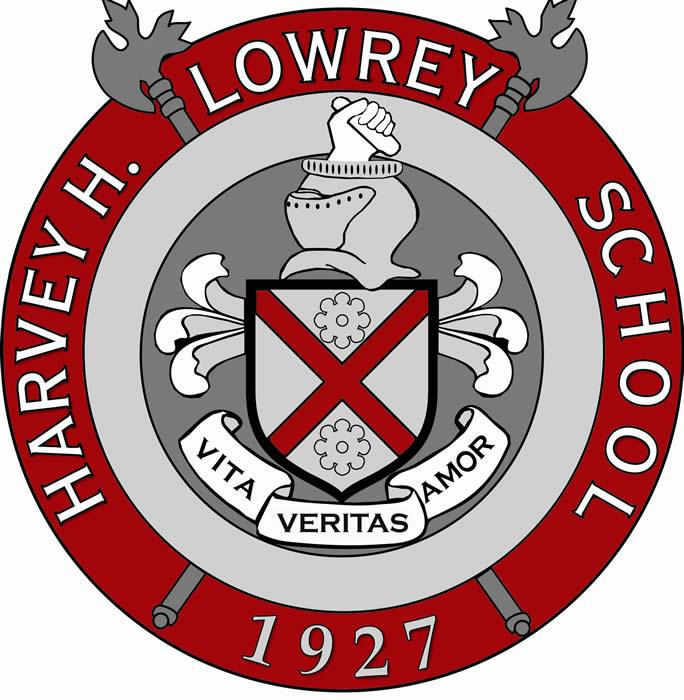 HARVEY H. LOWREY SCHOOL
VITA VERITAS AMOR
1927